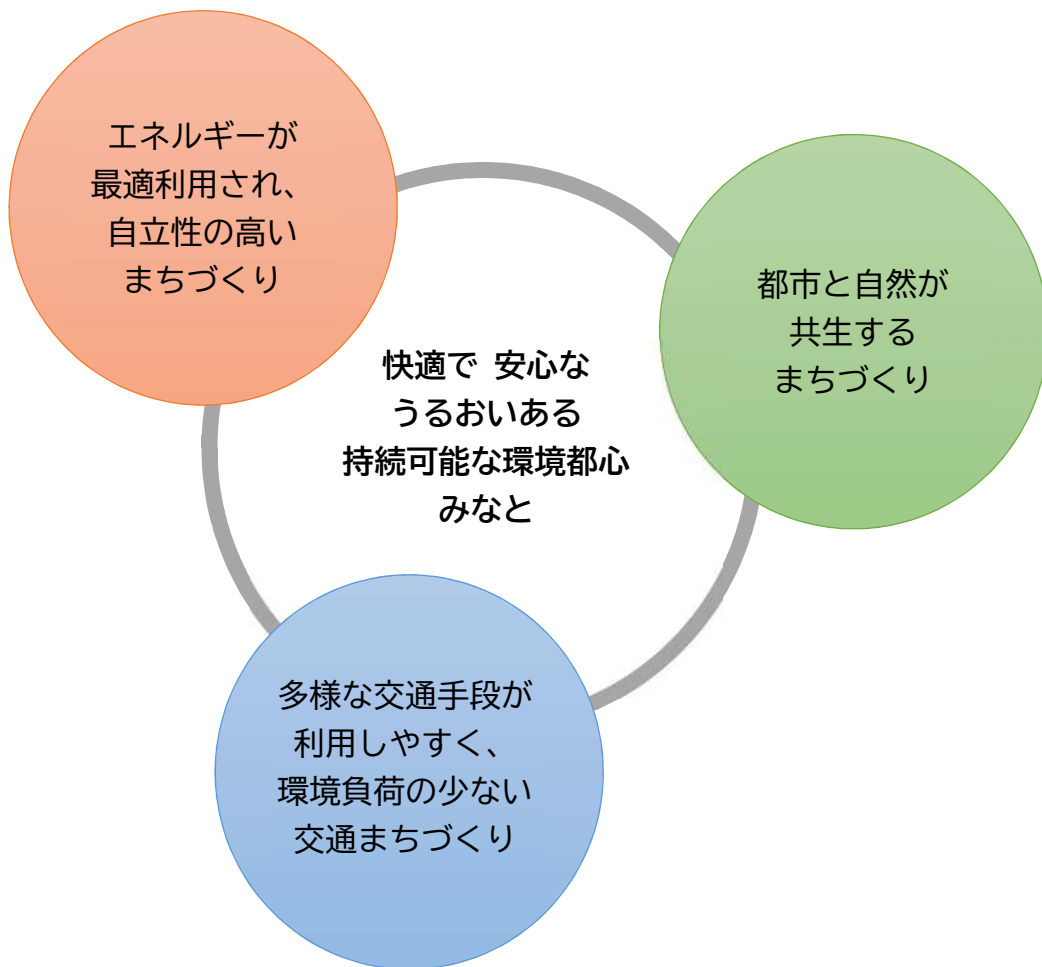 エネルギーが
最適利用され、
自立性の高い
まちづくり
都市と自然が
共生する
まちづくり
快適で 安心な
うるおいある
持続可能な環境都心
みなと
多様な交通手段が
利用しやすく、
環境負荷の少ない
交通まちづくり